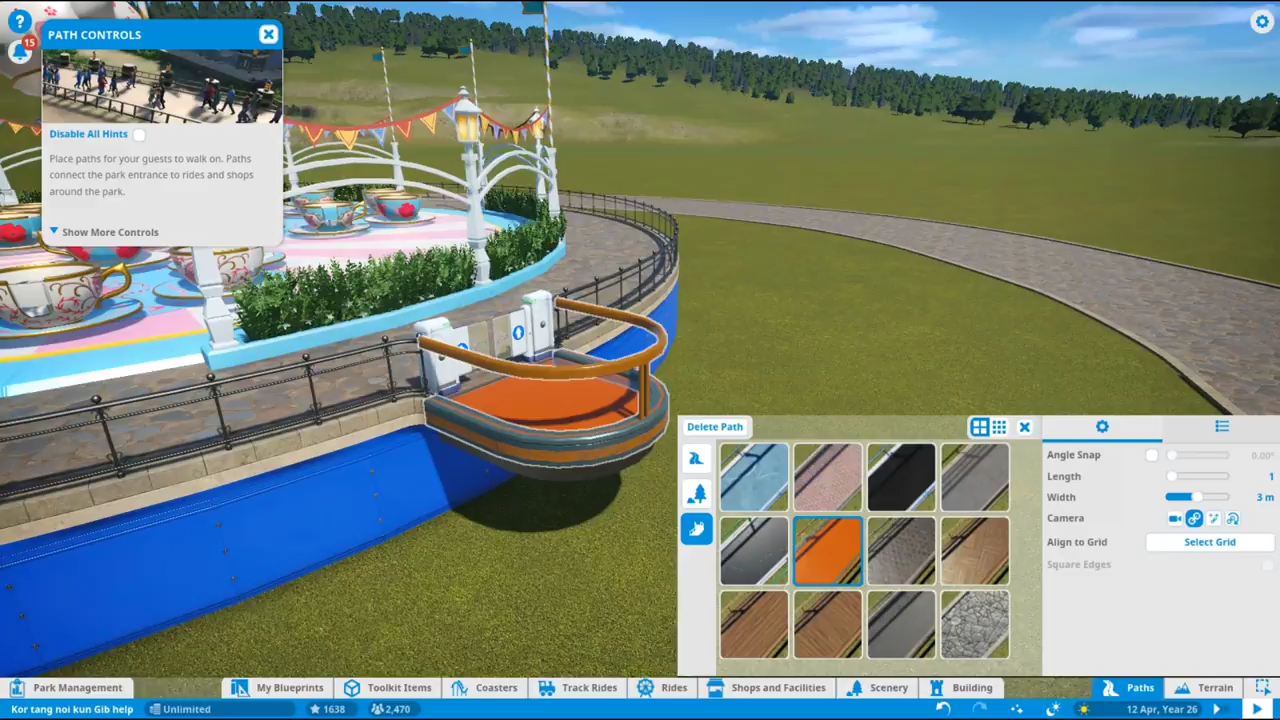 ?
15
PATH CONTROLS
Disable All Hints
Place paths for your guests to walk on. Paths
connect the park entrance to rides and shops
around the park.
Show More Controls
Delete Path
Angle Snap
0.00°
Length
1
Width
3 m
Camera
Align to Grid
Select Grid
Square Edges
Park Management
My Blueprints
Toolkit Items
Coasters
Track Rides
Rides
Shops and Facilities
Scenery
Building
Paths
Terrain
Kor tang noi kun Gib help
Unlimited
1638
2,470
12 Apr, Year 26